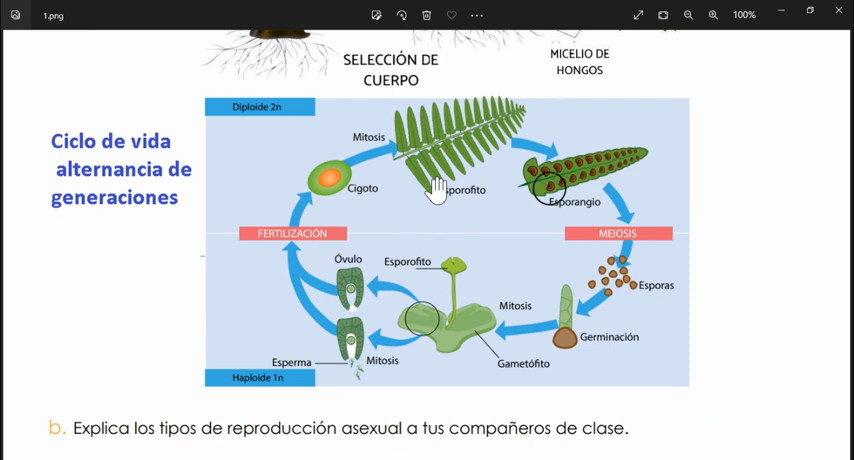 1.png
100%
SELECCIÓN DE
CUERPO
MICELIO DE
HONGOS
Ciclo de vida
alternancia de
generaciones
Diploide 2n
Mitosis
Cigoto
sporofito
Esporangio
FERTILIZACIÓN
MEIOSIS
Óvulo
Esporofito
Esporas
Mitosis
Germinación
Esperma
Mitosis
Gametófito
Haploide 1n
b. Explica los tipos de reproducción asexual a tus compañeros de clase.